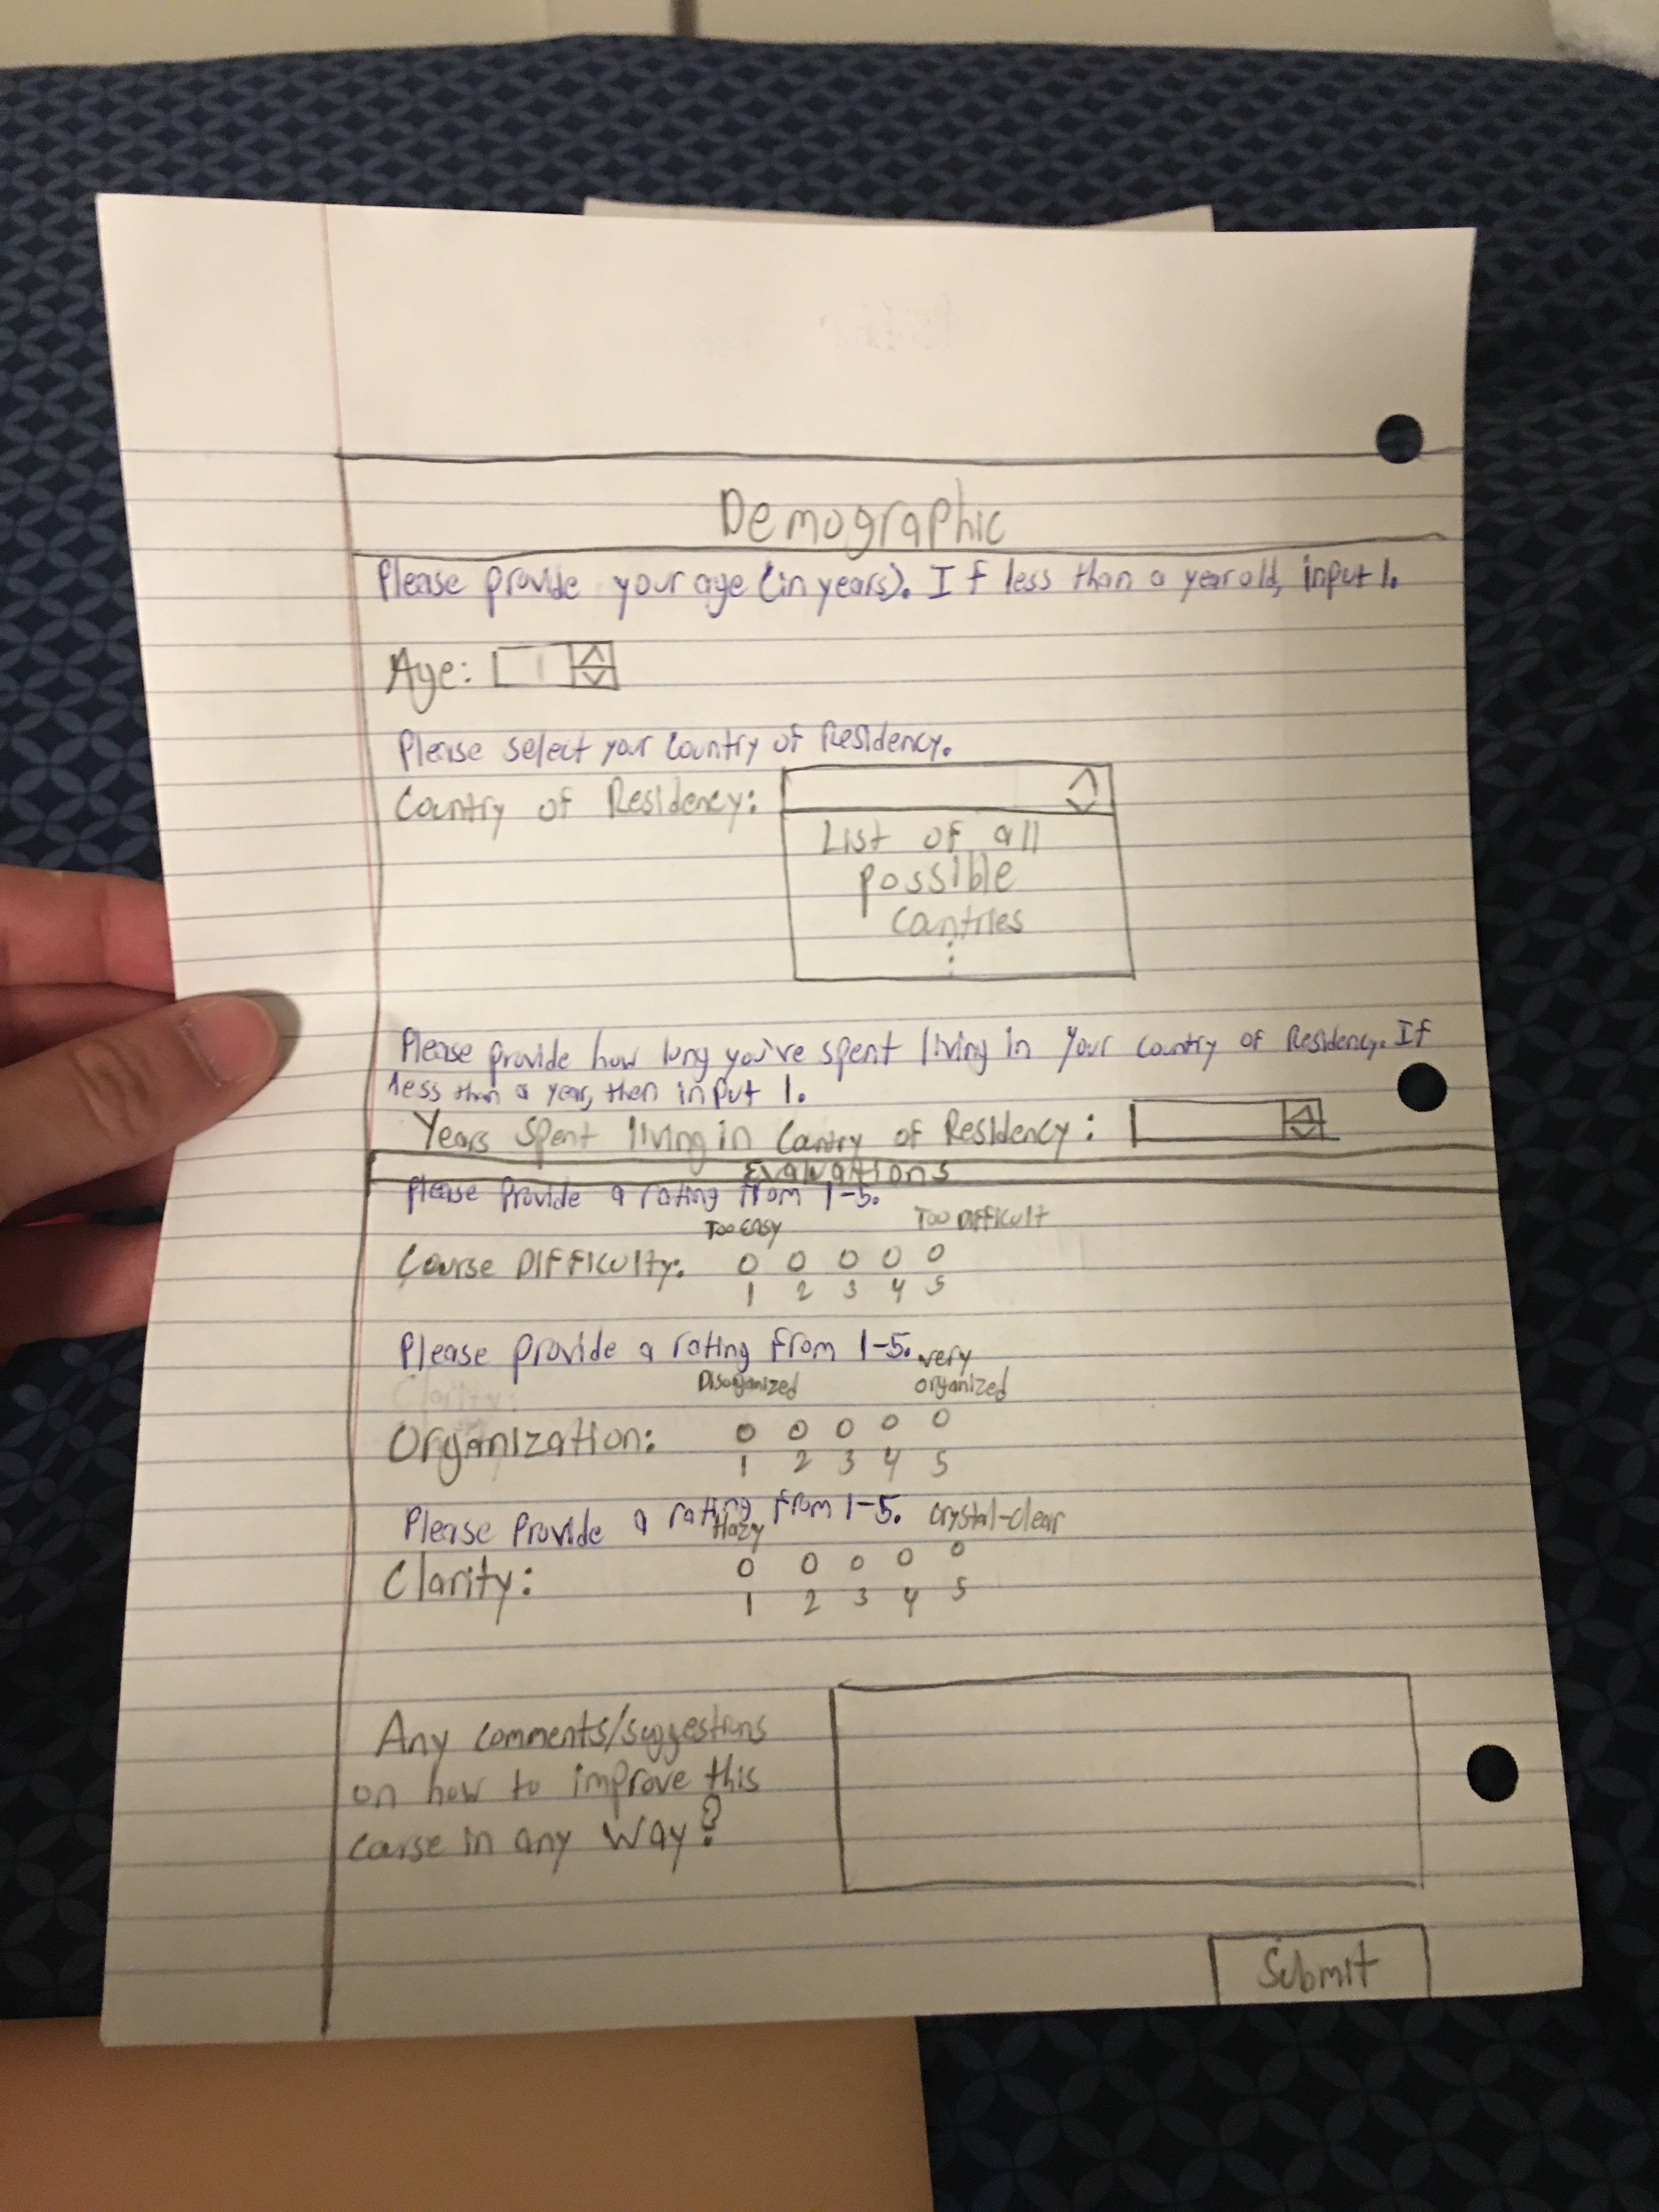 Demographic
Please provide your age (in years). If less than a year old, input 1.
Age: 1
Please select your Country of Residency.
Country of Residency:
List of all
possible
Countries
Please provide how long you've spent living in Your Country of Residency. If
less than a year, then input 1.
Years Spent living in Country of Residency:
Evaluations
Please Provide a rating from 1-5.
Too Easy Too Difficult
Course Difficulty:
1 2 3 4 5
Please provide a rating from 1-5.
Disorganized very organized
Clarity:
Organization:
1 2 3 4 5
Please Provide a rating from 1-5.
Hazy Crystal-clear
Clarity:
1 2 3 4 5
Any comments/suggestions
on how to improve this
course in any way?
Submit